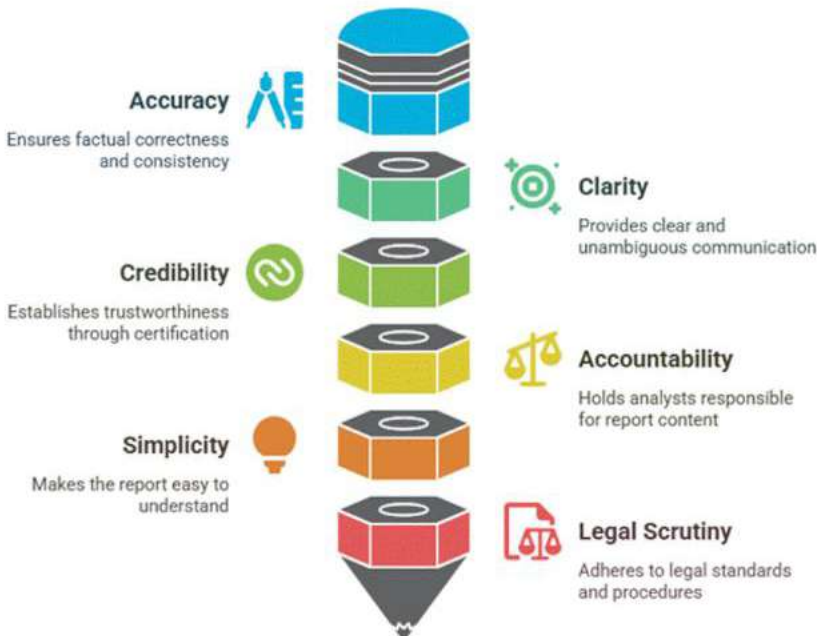 Accuracy
Ensures factual correctness
and consistency
Clarity
Provides clear and
unambiguous communication
Credibility
Establishes trustworthiness
through certification
Accountability
Holds analysts responsible
for report content
Simplicity
Makes the report easy to
understand
Legal Scrutiny
Adheres to legal standards
and procedures